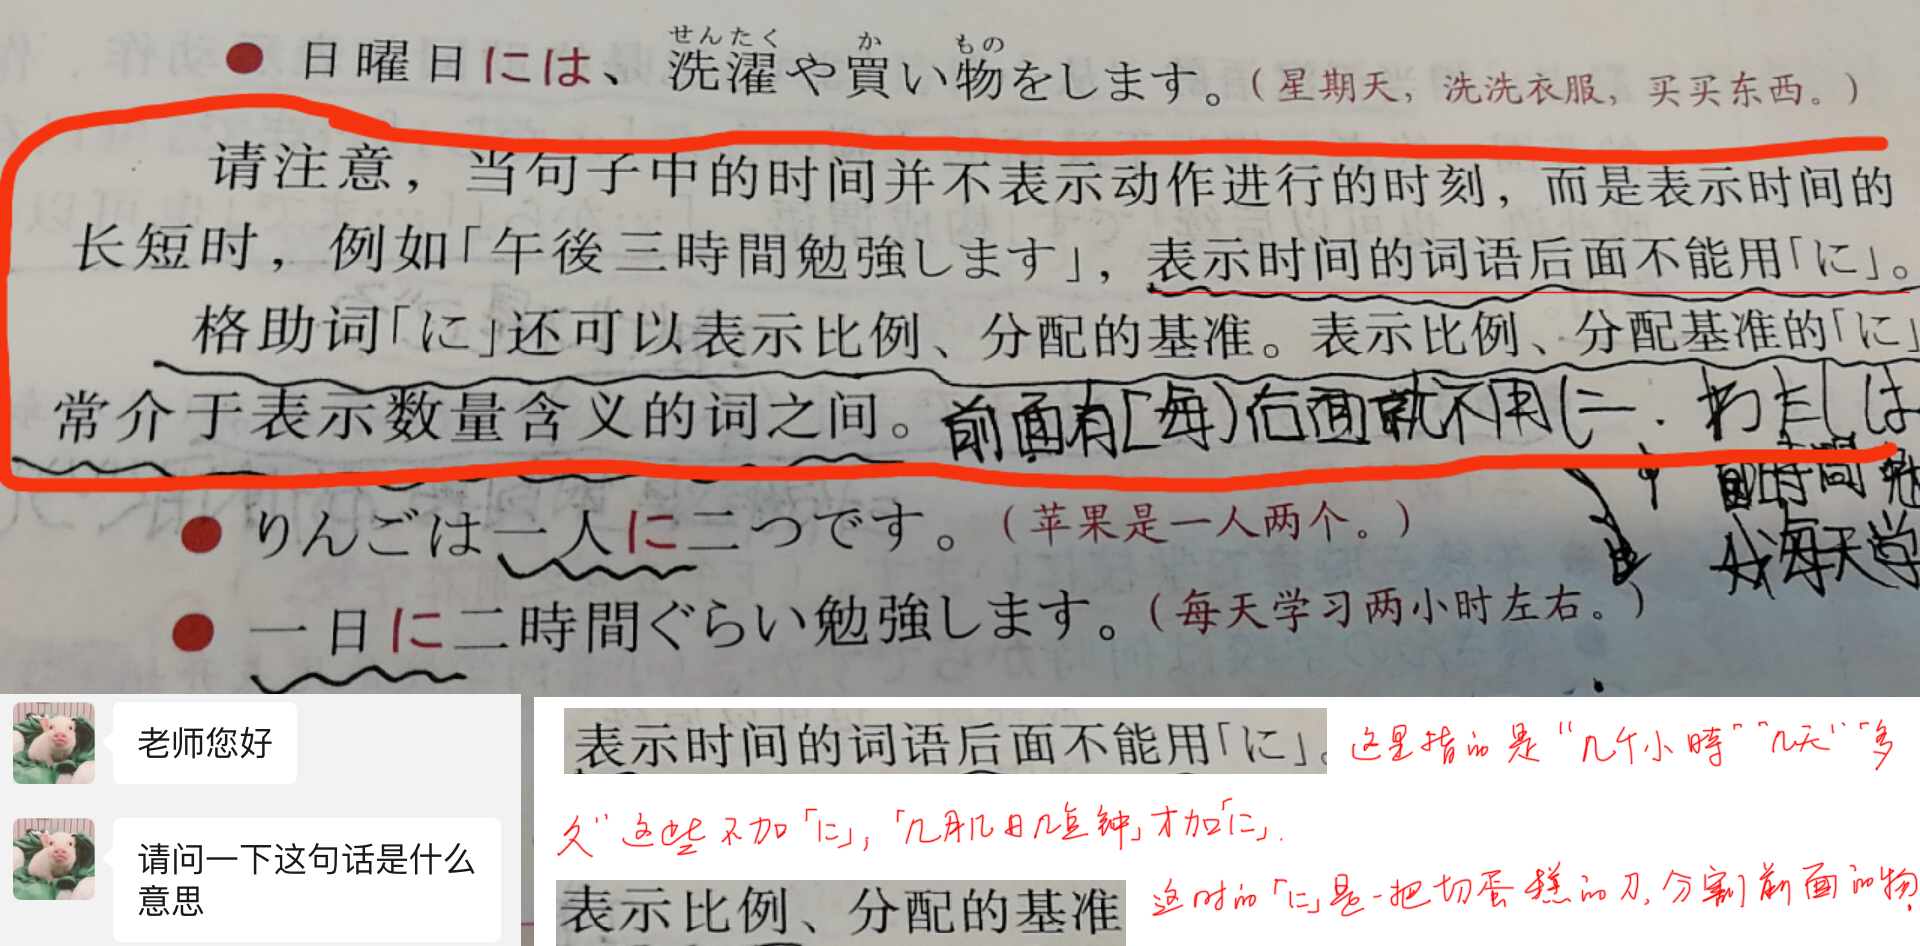 せんたく か もの
● 日曜日には、洗濯や買い物をします。(星期天，洗洗衣服，买买东西。)
请注意，当句子中的时间并不表示动作进行的时刻，而是表示时间的
长短时，例如「午後三時間勉強します」，表示时间的词语后面不能用「に」。
格助词「に」还可以表示比例、分配的基准。表示比例、分配基准的「に」
常介于表示数量含义的词之间。前面有[每)后面就不用に. わたしは
時間
我每天学
● りんごは一人に二つです。(苹果是一人两个。)
● 一日に二時間ぐらい勉強します。(每天学习两小时左右。)
老师您好
请问一下这句话是什么
意思
表示时间的词语后面不能用「に」。这里指的是“几个小時”“几天”“多
久”这些不加「に」，「几月几日几点钟」才加「に」.
表示比例、分配的基准 这时的「に」是一把切蛋糕的刀,分割前面的物.